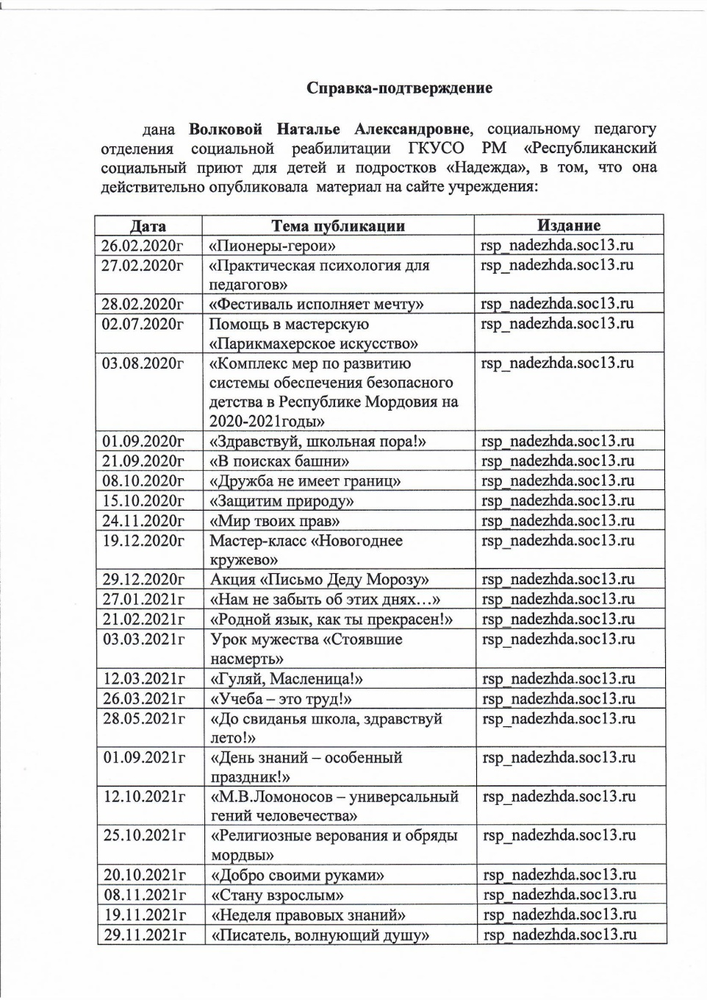 Справка-подтверждение
дана Волковой Наталье Александровне, социальному педагогу
отделения социальной реабилитации ГКУСО РМ «Республиканский
социальный приют для детей и подростков «Надежда», в том, что она
действительно опубликовала материал на сайте учреждения:
Дата Тема публикации Издание
26.02.2020г «Пионеры-герои» rsp_nadezhda.soc13.ru
27.02.2020г «Практическая психология для rsp_nadezhda.soc13.ru
педагогов»
28.02.2020г «Фестиваль исполняет мечту» rsp_nadezhda.soc13.ru
02.07.2020г Помощь в мастерскую rsp_nadezhda.soc13.ru
«Парикмахерское искусство»
03.08.2020г «Комплекс мер по развитию rsp_nadezhda.soc13.ru
системы обеспечения безопасного
детства в Республике Мордовия на
2020-2021годы»
01.09.2020г «Здравствуй, школьная пора!» rsp_nadezhda.soc13.ru
21.09.2020г «В поисках башни» rsp_nadezhda.soc13.ru
08.10.2020г «Дружба не имеет границ» rsp_nadezhda.soc13.ru
15.10.2020г «Защитим природу» rsp_nadezhda.soc13.ru
24.11.2020г «Мир твоих прав» rsp_nadezhda.soc13.ru
19.12.2020г Мастер-класс «Новогоднее rsp_nadezhda.soc13.ru
кружево»
29.12.2020г Акция «Письмо Деду Морозу» rsp_nadezhda.soc13.ru
27.01.2021г «Нам не забыть об этих днях…» rsp_nadezhda.soc13.ru
21.02.2021г «Родной язык, как ты прекрасен!» rsp_nadezhda.soc13.ru
03.03.2021г Урок мужества «Стоявшие rsp_nadezhda.soc13.ru
насмерть»
12.03.2021г «Гуляй, Масленица!» rsp_nadezhda.soc13.ru
26.03.2021г «Учеба – это труд!» rsp_nadezhda.soc13.ru
28.05.2021г «До свиданья школа, здравствуй rsp_nadezhda.soc13.ru
лето!»
01.09.2021г «День знаний – особенный rsp_nadezhda.soc13.ru
праздник!»
12.10.2021г «М.В.Ломоносов – универсальный rsp_nadezhda.soc13.ru
гений человечества»
25.10.2021г «Религиозные верования и обряды rsp_nadezhda.soc13.ru
мордвы»
20.10.2021г «Добро своими руками» rsp_nadezhda.soc13.ru
08.11.2021г «Стану взрослым» rsp_nadezhda.soc13.ru
19.11.2021г «Неделя правовых знаний» rsp_nadezhda.soc13.ru
29.11.2021г «Писатель, волнующий душу» rsp_nadezhda.soc13.ru